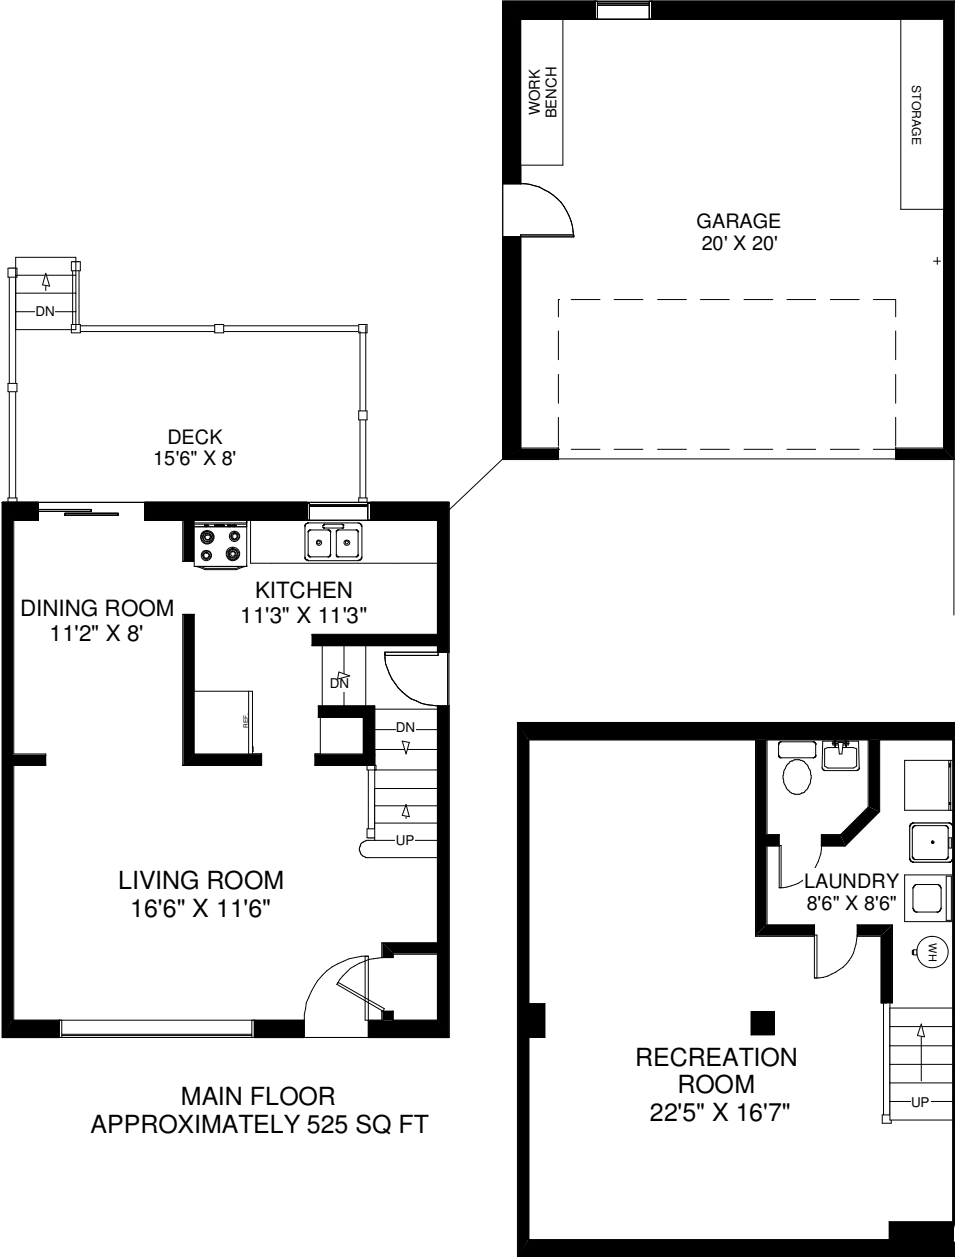 WORK
BENCH
STORAGE
GARAGE
20' X 20'
DN
DECK
15'6" X 8'
KITCHEN
11'3" X 11'3"
DINING ROOM
11'2" X 8'
DN
REF.
DN
UP
LIVING ROOM
16'6" X 11'6"
LAUNDRY
8'6" X 8'6"
WH
RECREATION
ROOM
22'5" X 16'7"
UP
MAIN FLOOR
APPROXIMATELY 525 SQ FT